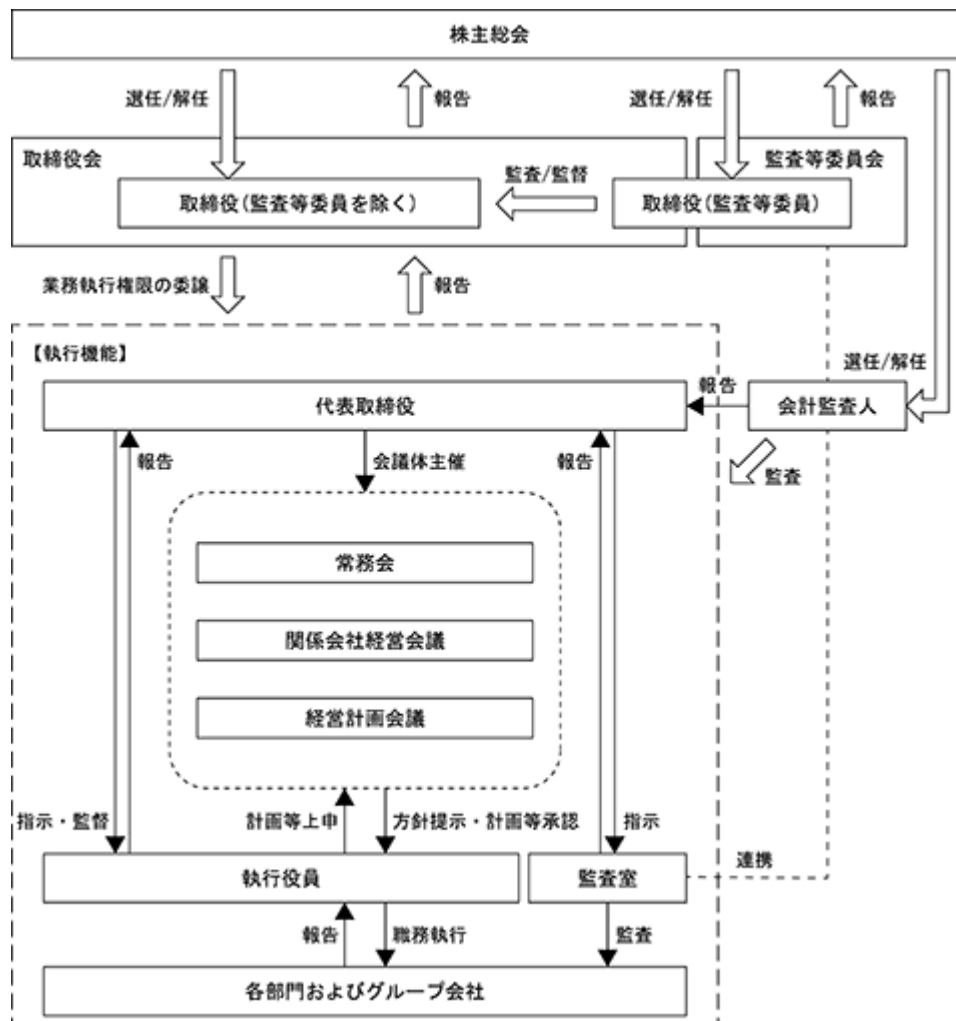 株主総会
選任/解任
報告
選任/解任
報告
取締役会
監査等委員会
監査/監督
取締役(監査等委員を除く)
取締役(監査等委員)
業務執行権限の委譲
報告
【執行機能】
選任/解任
報告
代表取締役
会計監査人
報告
会議体主催
報告
監査
常務会
関係会社経営会議
経営計画会議
指示・監督
計画等上申
方針提示・計画等承認
指示
連携
執行役員
監査室
報告
職務執行
監査
各部門およびグループ会社